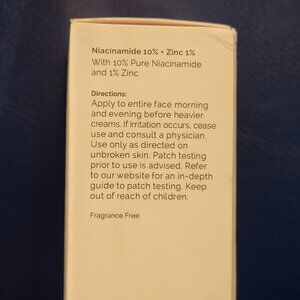 Niacinamide 10% + Zinc 1%
With 10% Pure Niacinamide
and 1% Zinc
Directions:
Apply to entire face morning
and evening before heavier
creams. If irritation occurs, cease
use and consult a physician.
Use only as directed on
unbroken skin. Patch testing
prior to use is advised. Refer
to our website for an in-depth
guide to patch testing. Keep
out of reach of children.
Fragrance Free.